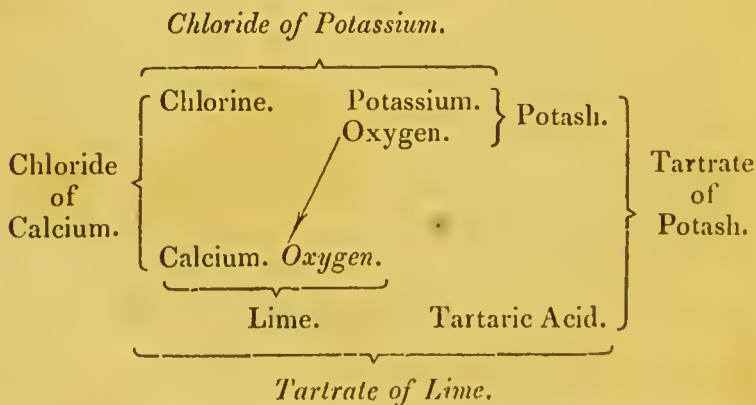 Chloride of Potassium.
Chlorine. Potassium.
Oxygen.
Potash.
Chloride
of
Calcium.
Tartrate
of
Potash.
Calcium. Oxygen.
Lime. Tartaric Acid.
Tartrate of Lime.